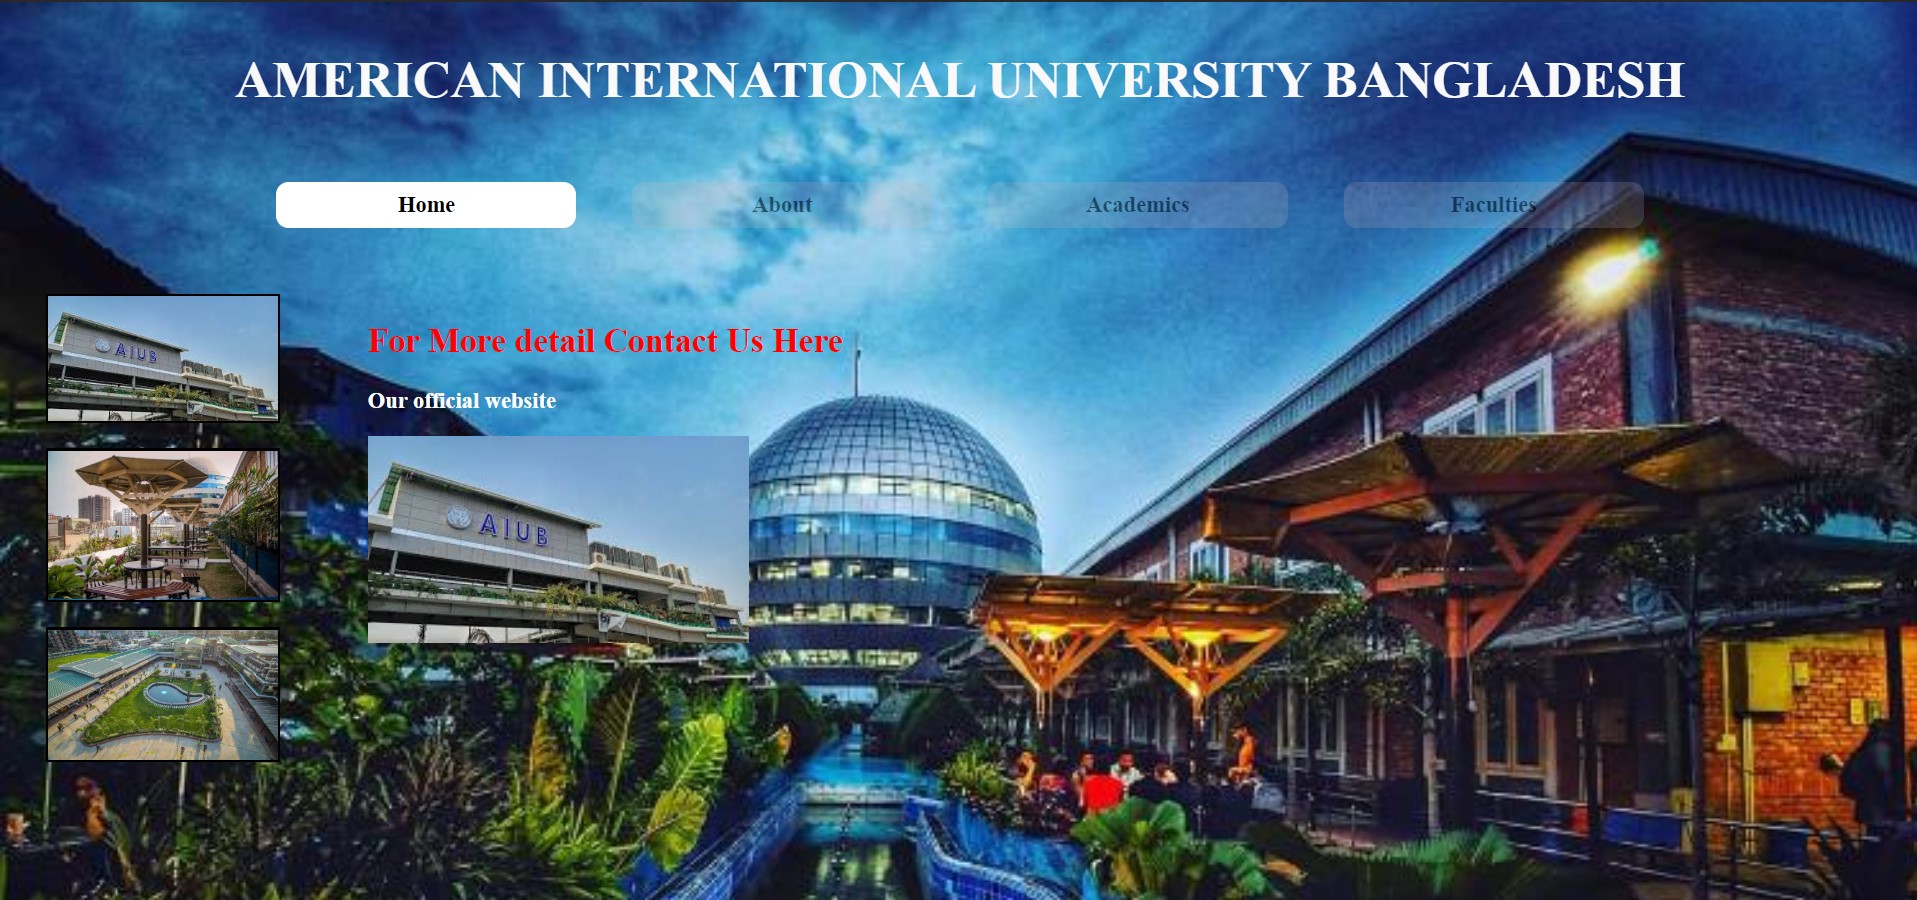 AMERICAN INTERNATIONAL UNIVERSITY BANGLADESH
Home
About
Academics
Faculties
AIUB
For More detail Contact Us Here
Our official website
AIUB